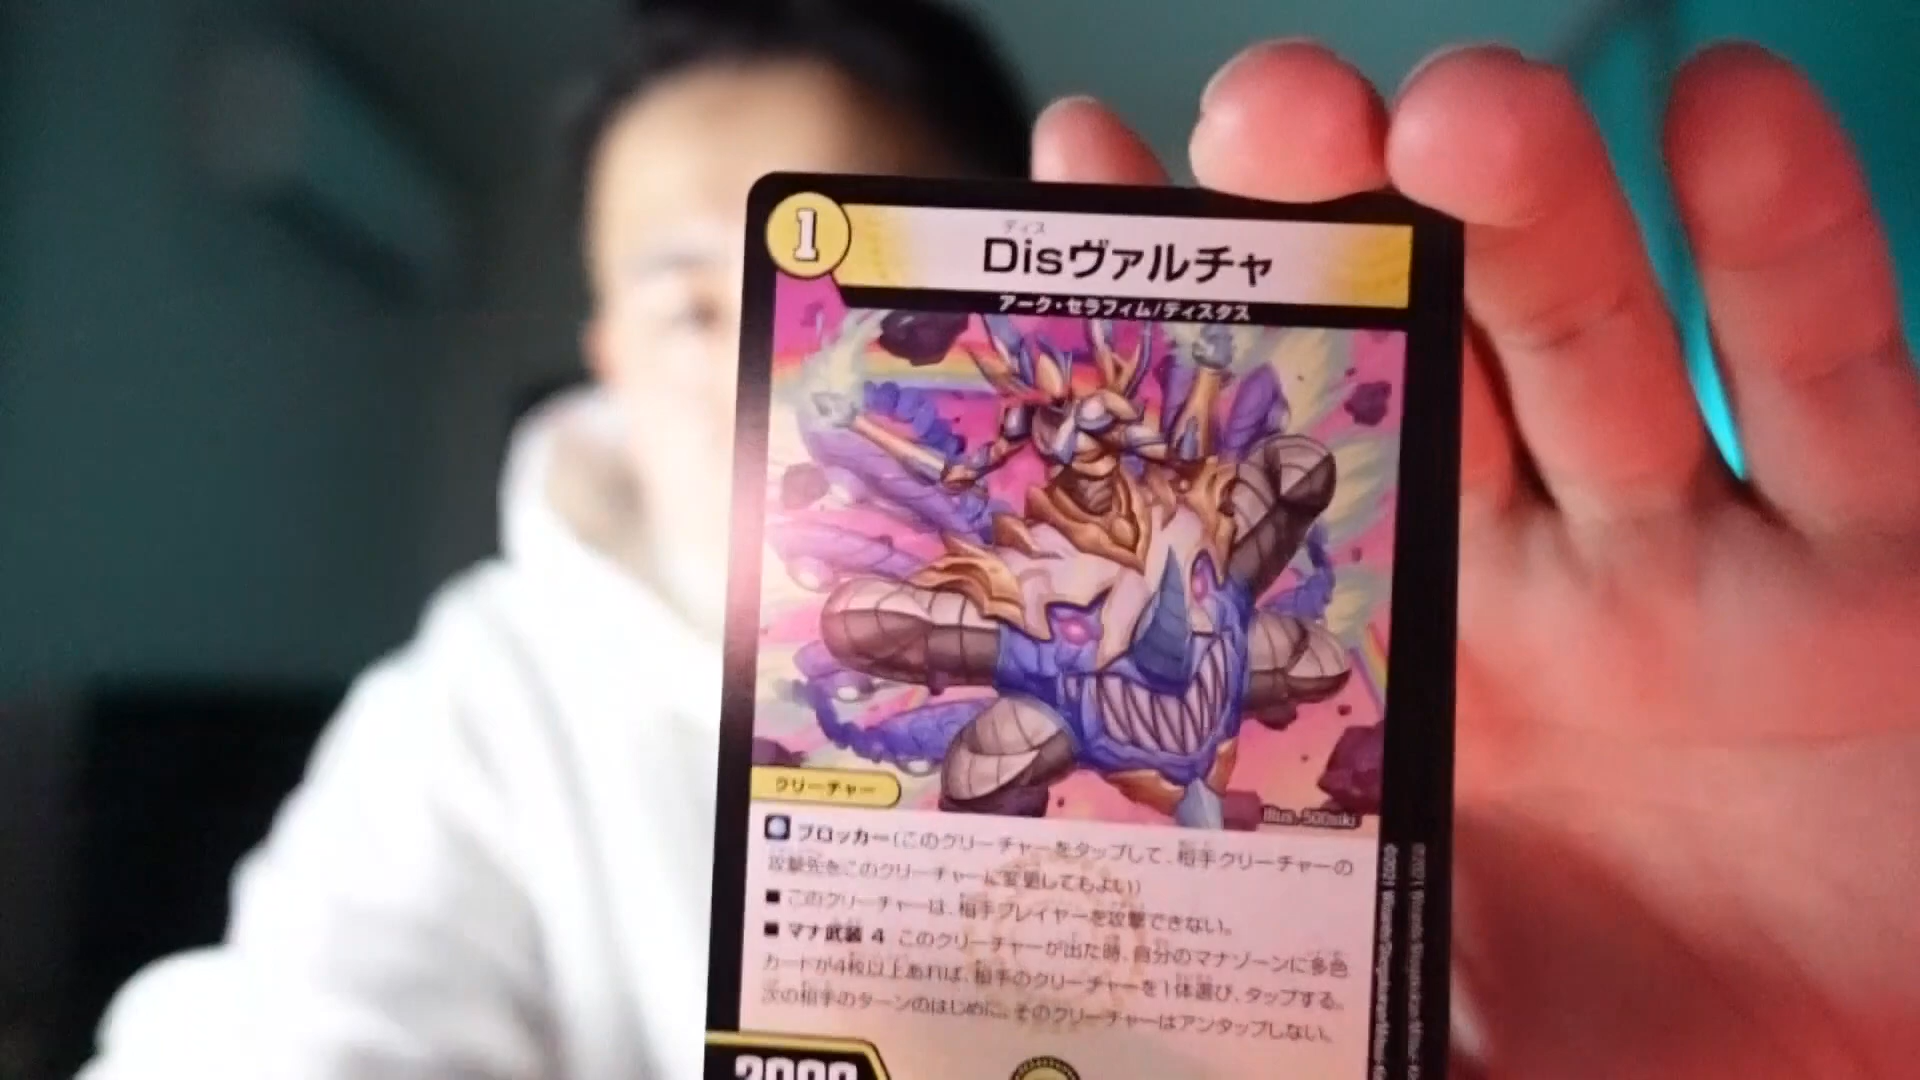 1
ディス
Disヴァルチャ
アーク・セラフィム/ディスタス
クリーチャー
Illus. 500siki
ブロッカー(このクリーチャーをタップして、相手クリーチャーの
攻撃先をこのクリーチャーに変更してもよい)
■ このクリーチャーは、相手プレイヤーを攻撃できない。
■ マナ武装 4 このクリーチャーが出た時、自分のマナゾーンに多色
カードが4枚以上あれば、相手のクリーチャーを1体選び、タップする。
次の相手のターンのはじめに、そのクリーチャーはアンタップしない。